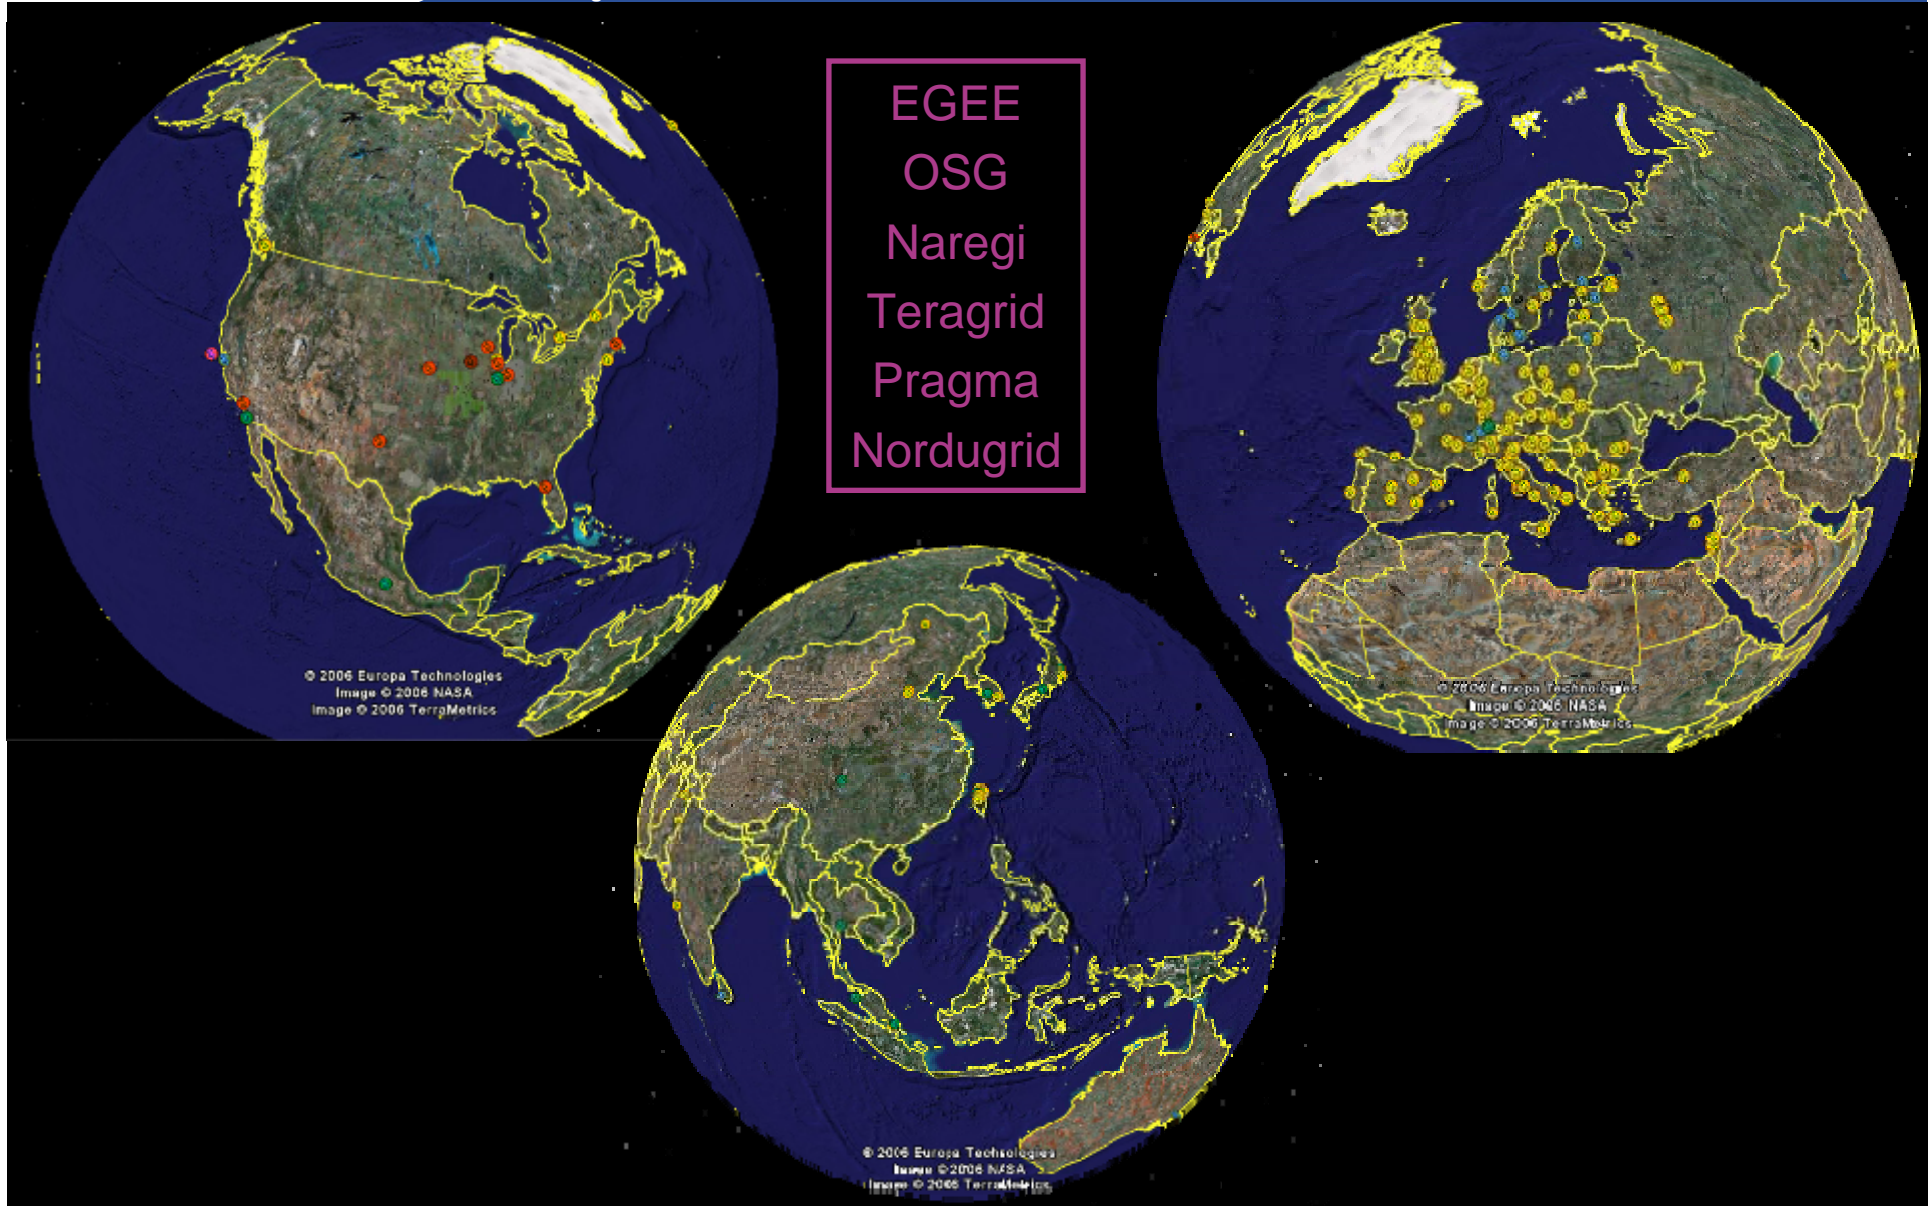 EGEE
OSG
Naregi
Teragrid
Pragma
Nordugrid
© 2006 Europa Technologies
Image © 2006 NASA
Image © 2006 TerraMetrics
© 2006 Europa Technologies
Image © 2006 NASA
Image © 2006 TerraMetrics
© 2006 Europa Technologies
Image © 2006 NASA
Image © 2006 TerraMetrics